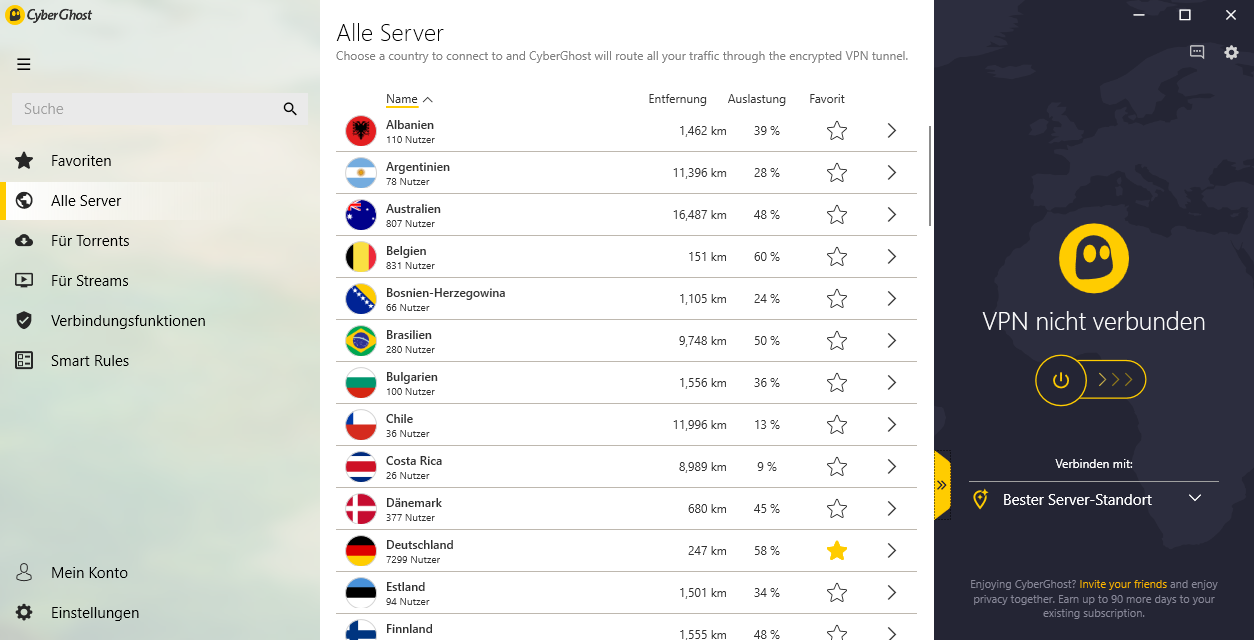 CyberGhost
Suche
Favoriten
Alle Server
Für Torrents
Für Streams
Verbindungsfunktionen
Smart Rules
Mein Konto
Einstellungen
Alle Server
Choose a country to connect to and CyberGhost will route all your traffic through the encrypted VPN tunnel.
Name Entfernung Auslastung Favorit
Albanien
110 Nutzer
1,462 km 39 %
Argentinien
78 Nutzer
11,396 km 28 %
Australien
807 Nutzer
16,487 km 48 %
Belgien
831 Nutzer
151 km 60 %
Bosnien-Herzegowina
66 Nutzer
1,105 km 24 %
Brasilien
280 Nutzer
9,748 km 50 %
Bulgarien
100 Nutzer
1,556 km 36 %
Chile
36 Nutzer
11,996 km 13 %
Costa Rica
26 Nutzer
8,989 km 9 %
Dänemark
377 Nutzer
680 km 45 %
Deutschland
7299 Nutzer
247 km 58 %
Estland
94 Nutzer
1,501 km 34 %
Finnland
1,555 km 48 %
VPN nicht verbunden
Verbinden mit:
Bester Server-Standort
Enjoying CyberGhost? Invite your friends and enjoy
privacy together. Earn up to 90 more days to your
existing subscription.